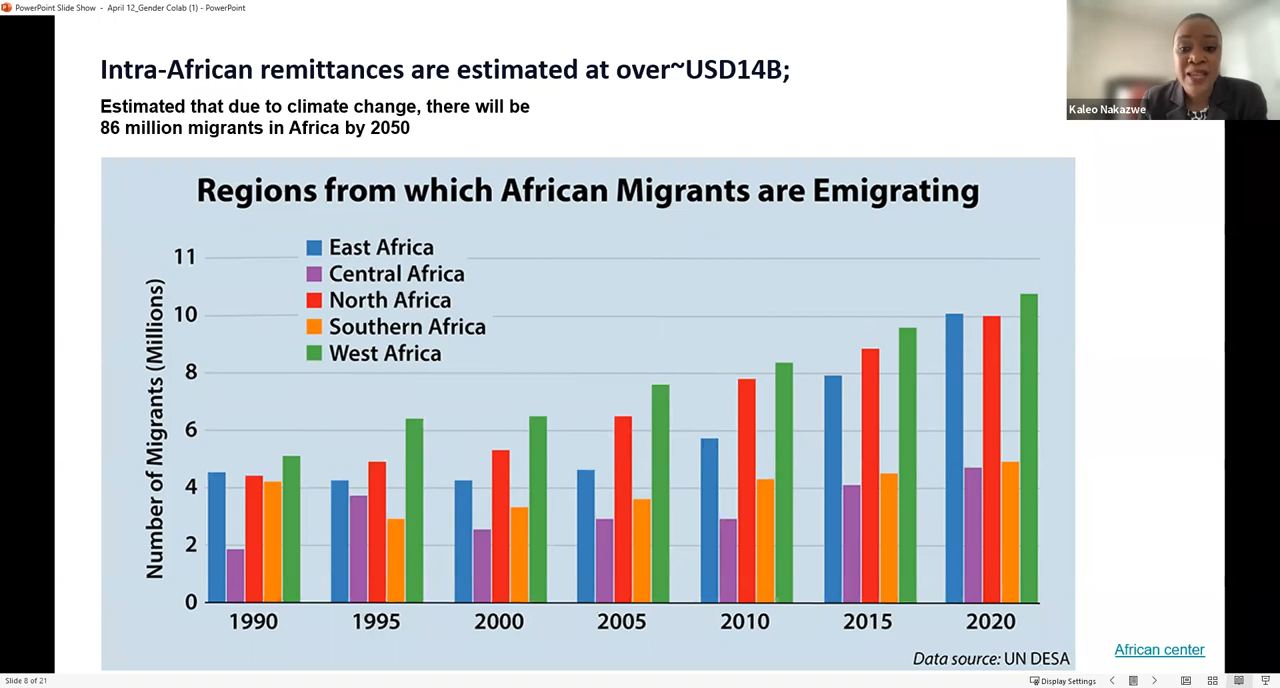 PowerPoint Slide Show - April 12_Gender Colab (1) - PowerPoint
Intra-African remittances are estimated at over~USD14B;
Estimated that due to climate change, there will be
86 million migrants in Africa by 2050
Kaleo Nakazwe
Regions from which African Migrants are Emigrating
Number of Migrants (Millions)
11
10
8
6
4
2
0
East Africa
Central Africa
North Africa
Southern Africa
West Africa
1990 1995 2000 2005 2010 2015 2020
Data source: UN DESA
African center
Slide 8 of 21
Display Settings